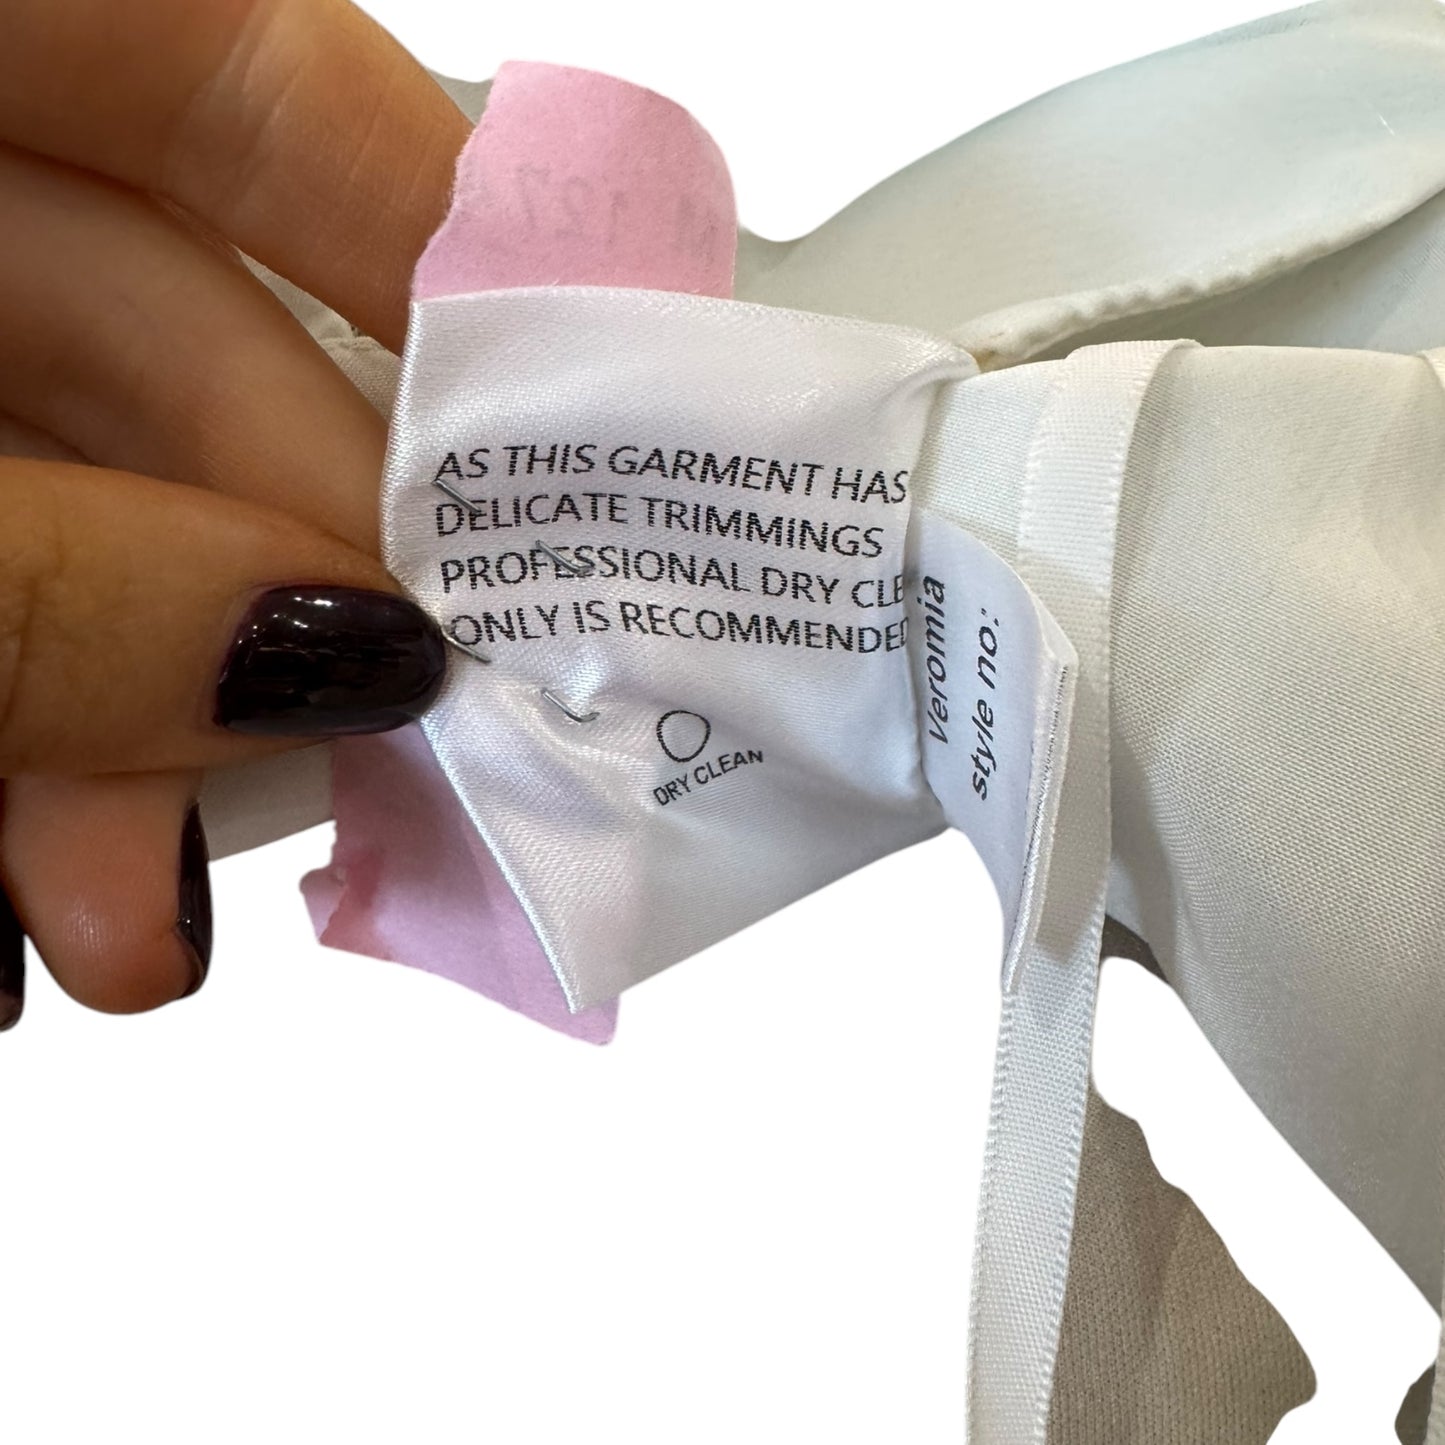 AS THIS GARMENT HAS
DELICATE TRIMMINGS
PROFESSIONAL DRY CLE
ONLY IS RECOMMENDED
DRY CLEAN
Veromia
style no: